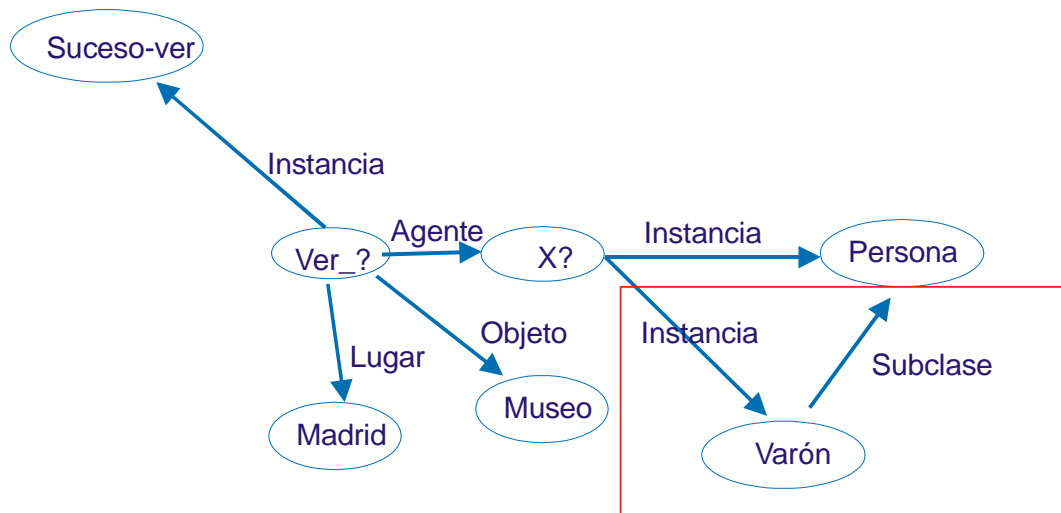 Suceso-ver
Instancia
Agente
Instancia
Ver_?
X?
Persona
Objeto
Instancia
Lugar
Subclase
Madrid
Museo
Varón